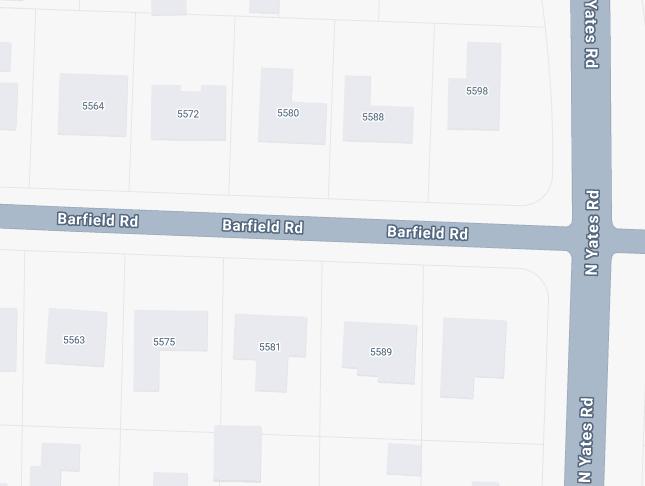 Yates Rd
5598
5564
5572
5580
5588
Barfield Rd
Barfield Rd
Barfield Rd
N Yates Rd
5563
5575
5581
5589
N Yates Rd